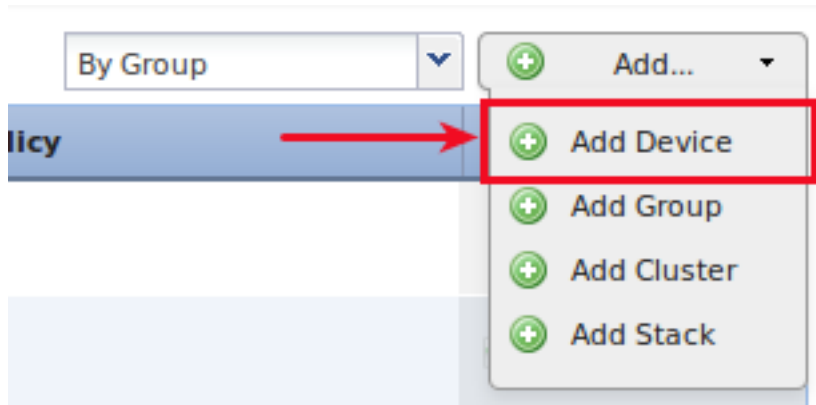 By Group
Add...
licy
Add Device
Add Group
Add Cluster
Add Stack